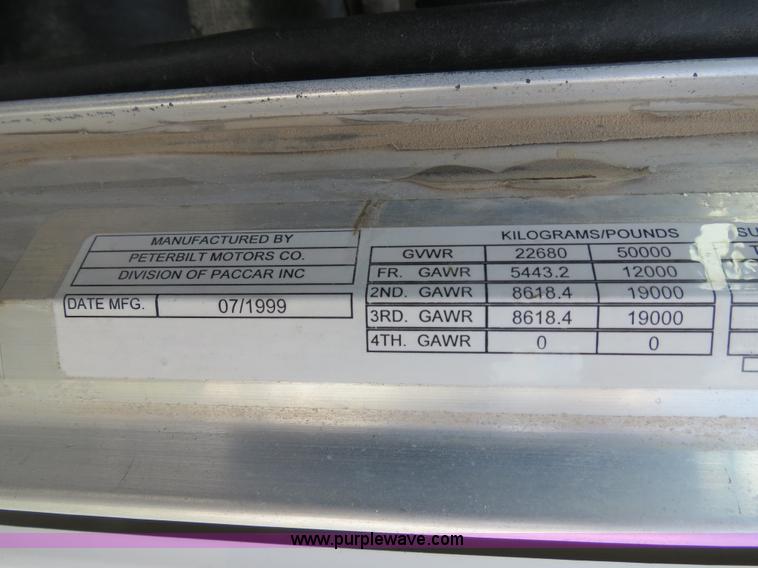 MANUFACTURED BY
PETERBILT MOTORS CO.
DIVISION OF PACCAR INC
DATE MFG. 07/1999
KILOGRAMS/POUNDS
GVWR 22680 50000
FR. GAWR 5443.2 12000
2ND. GAWR 8618.4 19000
3RD. GAWR 8618.4 19000
4TH. GAWR 0 0
SU
T
www.purplewave.com